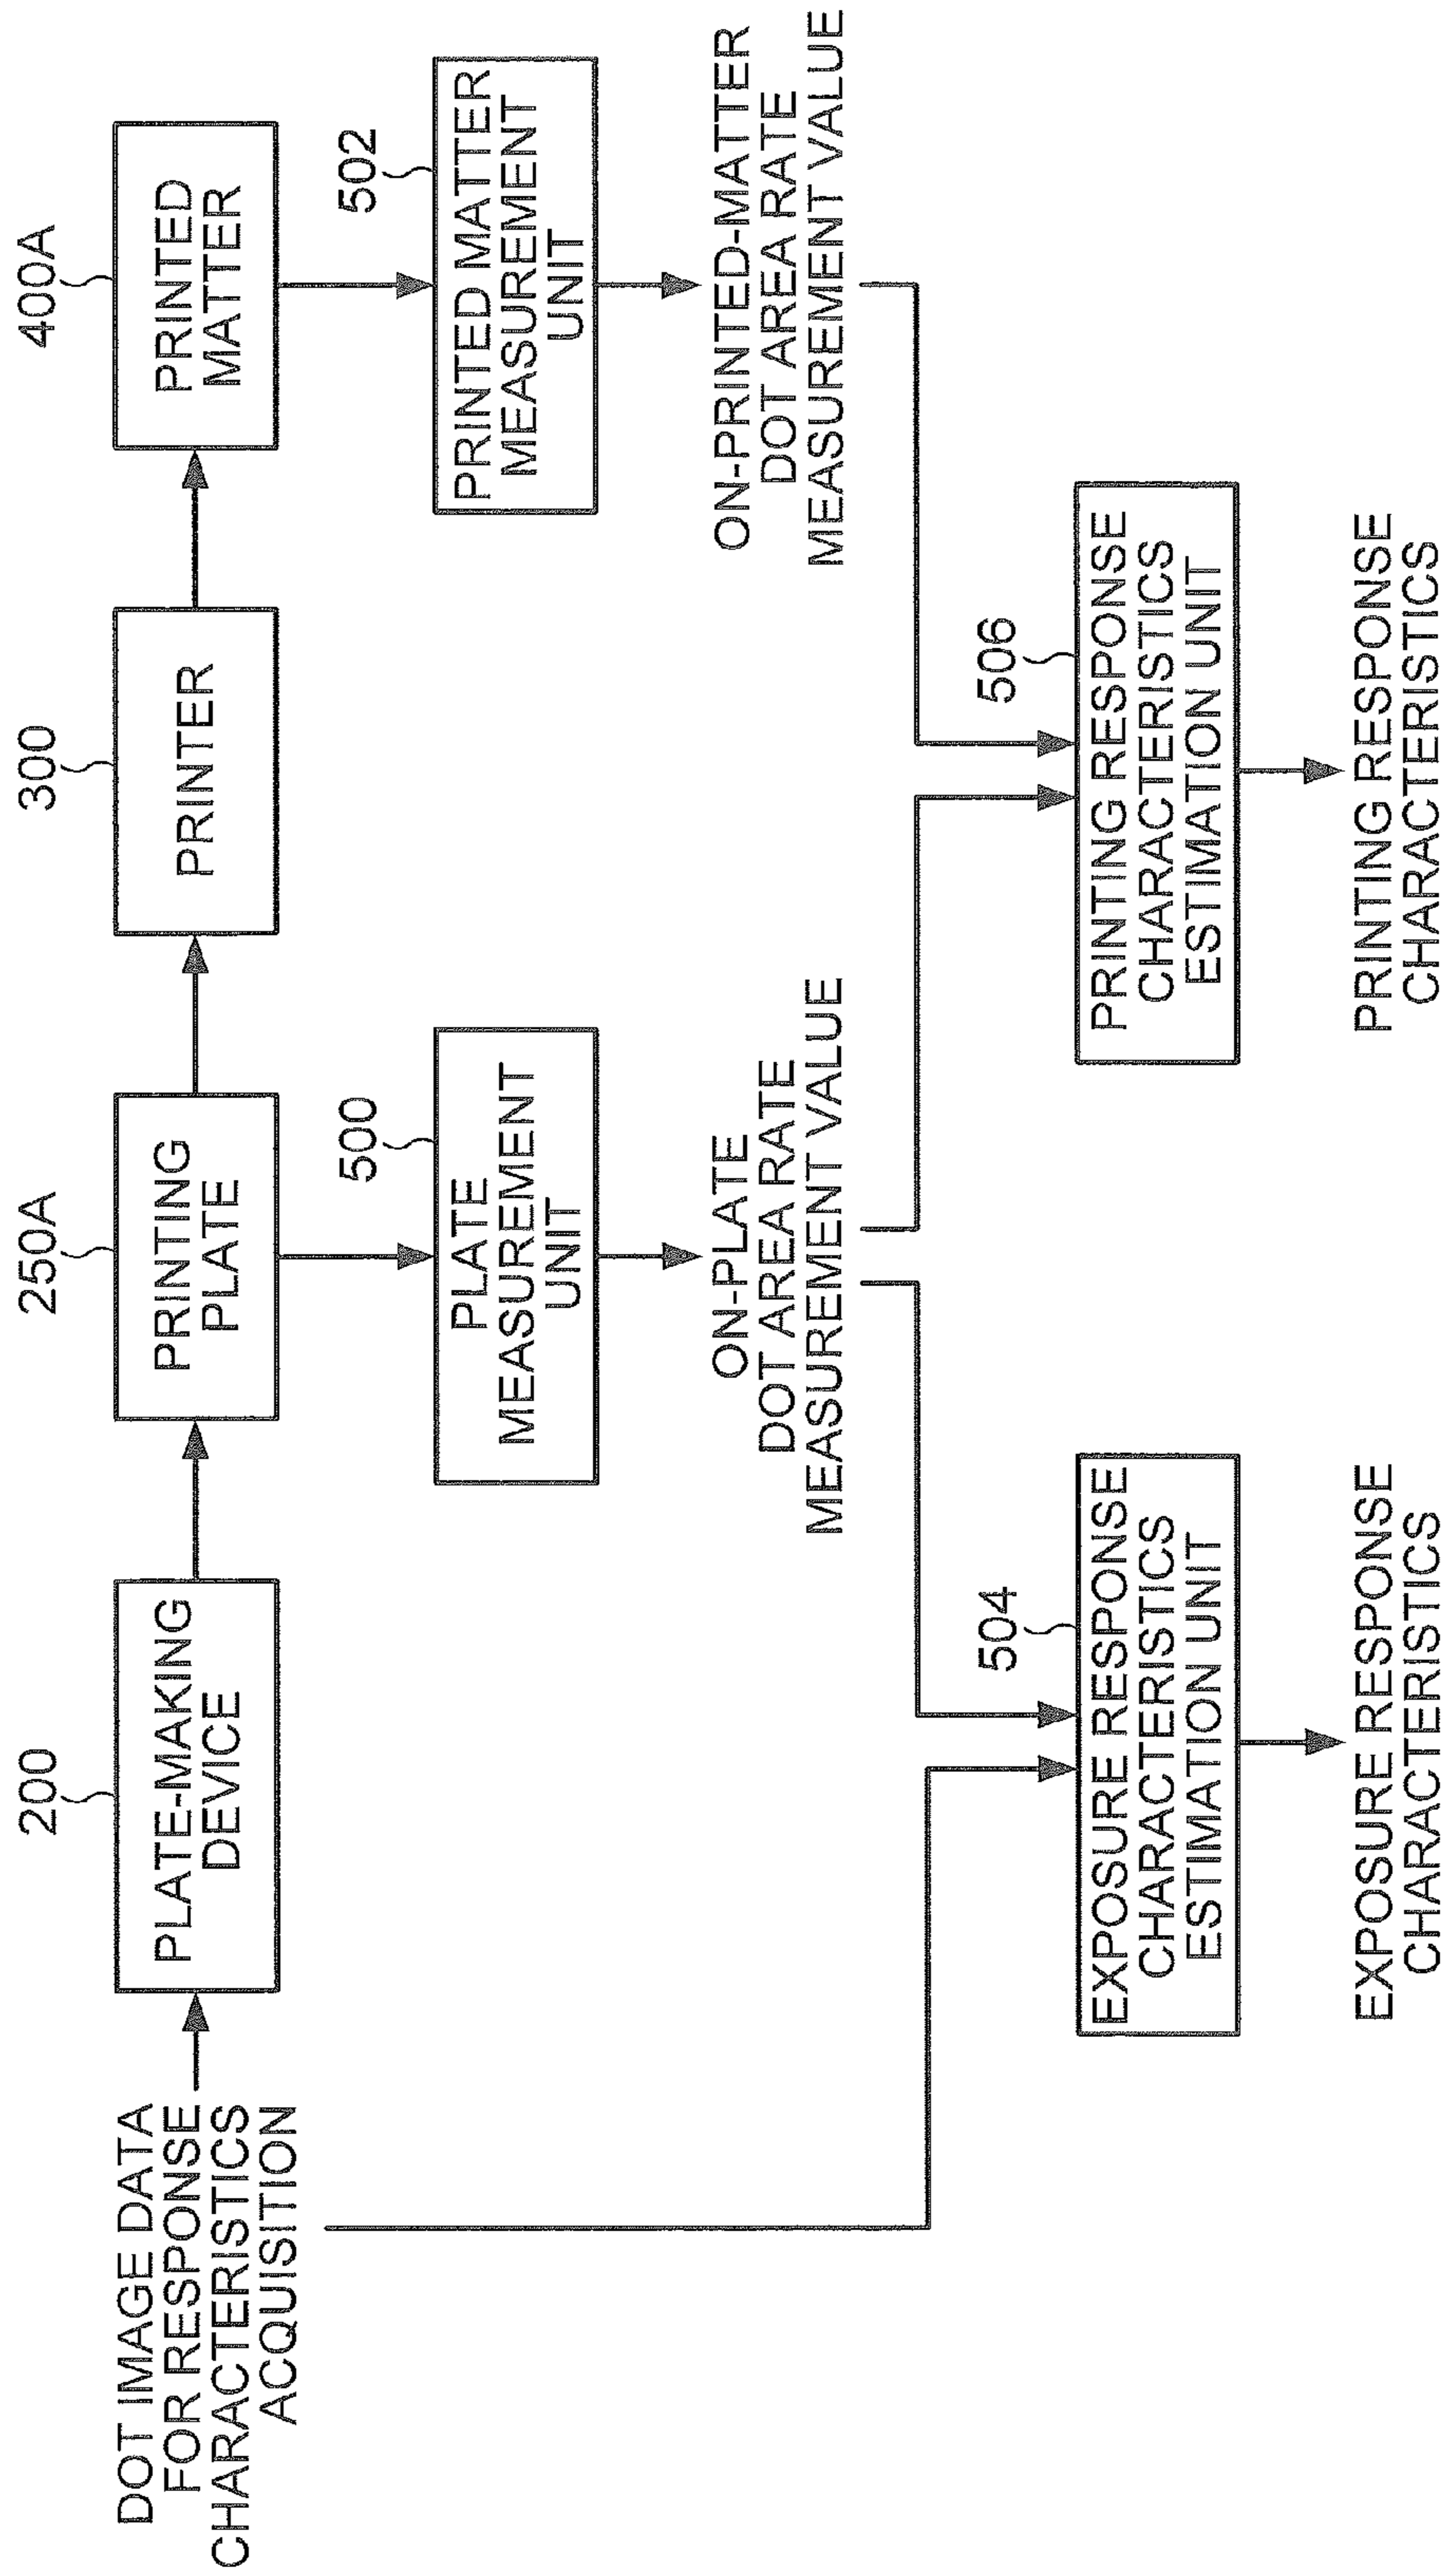 DOT IMAGE DATA
FOR RESPONSE
CHARACTERISTICS
ACQUISITION
200
PLATE-MAKING
DEVICE
250A
PRINTING
PLATE
300
PRINTER
400A
PRINTED
MATTER
500
PLATE
MEASUREMENT
UNIT
502
PRINTED MATTER
MEASUREMENT
UNIT
ON-PLATE
DOT AREA RATE
MEASUREMENT VALUE
ON-PRINTED-MATTER
DOT AREA RATE
MEASUREMENT VALUE
504
EXPOSURE RESPONSE
CHARACTERISTICS
ESTIMATION UNIT
506
PRINTING RESPONSE
CHARACTERISTICS
ESTIMATION UNIT
EXPOSURE RESPONSE
CHARACTERISTICS
PRINTING RESPONSE
CHARACTERISTICS